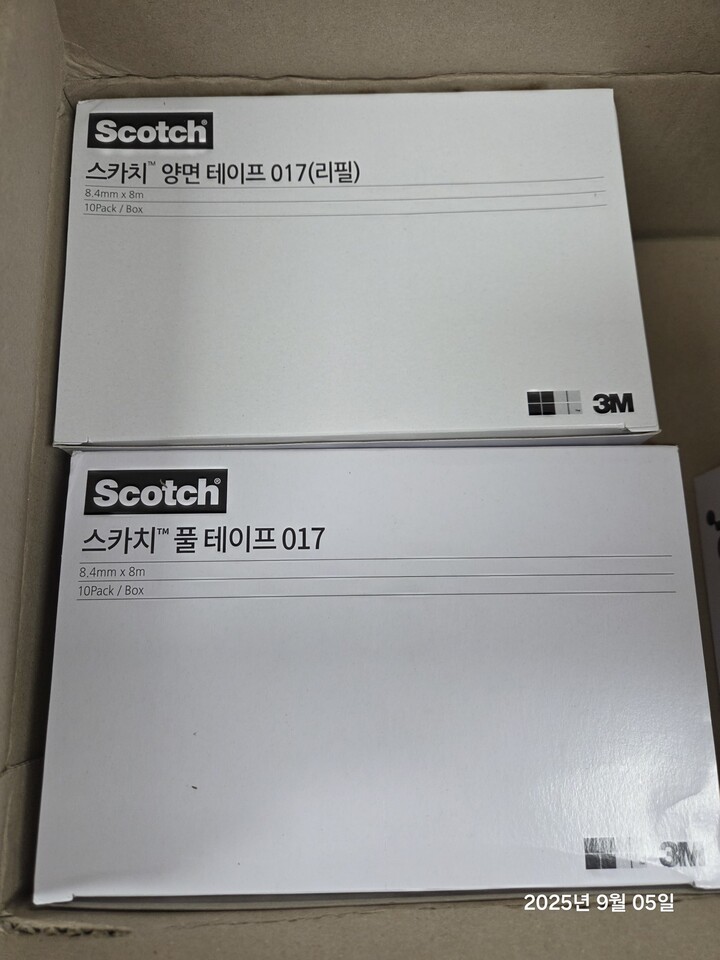 Scotch®
스카치™ 양면 테이프 017(리필)
8.4mm x 8m
10Pack / Box
3M
Scotch®
스카치™ 풀 테이프 017
8.4mm x 8m
10Pack / Box
3M
2025년 9월 05일